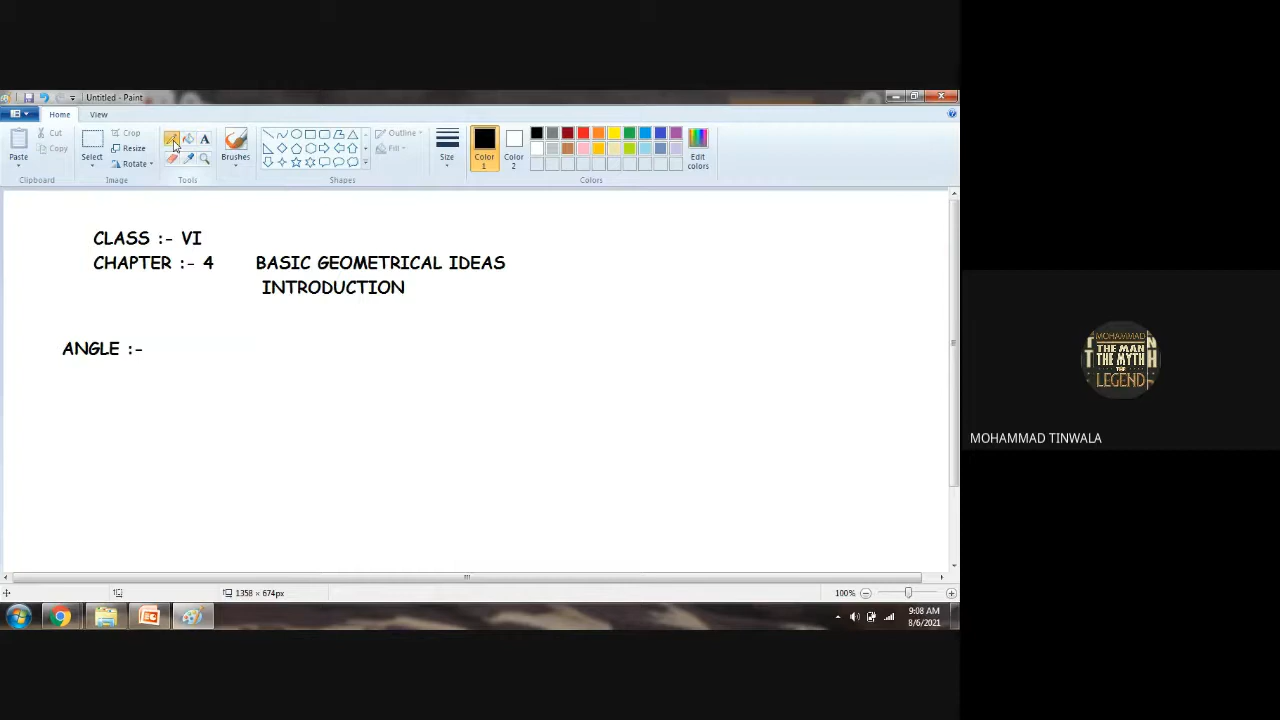 Untitled - Paint
Home
View
Paste
Cut
Copy
Clipboard
Select
Crop
Resize
Rotate
Image
A
Tools
Brushes
Outline
Fill
Shapes
Size
Color
1
Color
2
Edit
colors
Colors
CLASS :- VI
CHAPTER :- 4 BASIC GEOMETRICAL IDEAS
INTRODUCTION
ANGLE :-
MOHAMMAD
THE MAN
THE MYTH
THE
LEGEND
MOHAMMAD TINWALA
1358 × 674px
100%
9:08 AM
8/6/2021